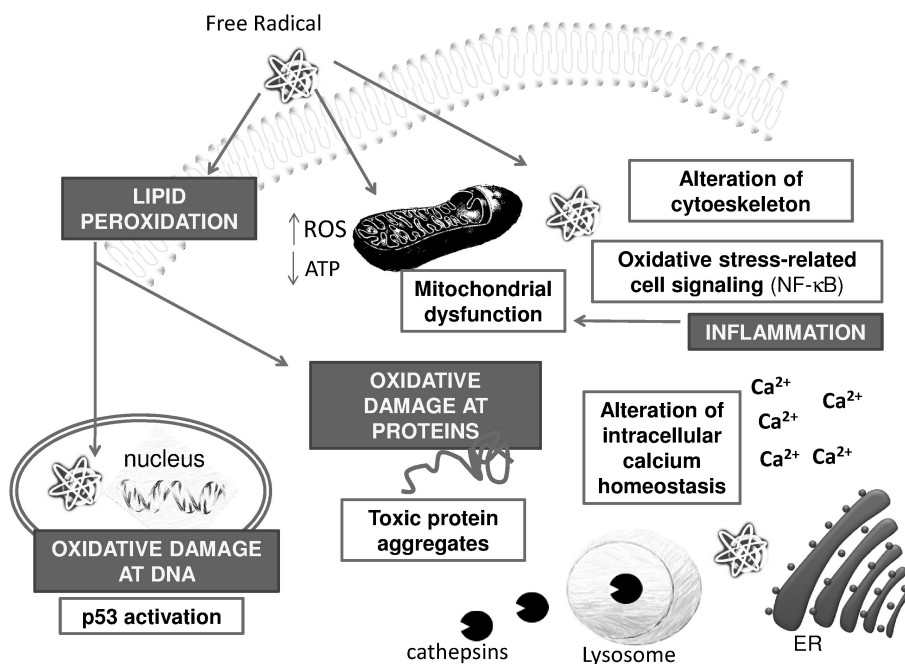 Free Radical
LIPID
PEROXIDATION
ROS
ATP
Mitochondrial
dysfunction
Alteration of
cytoeskeleton
Oxidative stress-related
cell signaling (NF-κB)
INFLAMMATION
OXIDATIVE
DAMAGE AT
PROTEINS
Toxic protein
aggregates
Alteration of
intracellular
calcium
homeostasis
Ca²⁺
Ca²⁺
Ca²⁺
Ca²⁺ Ca²⁺
nucleus
OXIDATIVE DAMAGE
AT DNA
p53 activation
cathepsins
Lysosome
ER